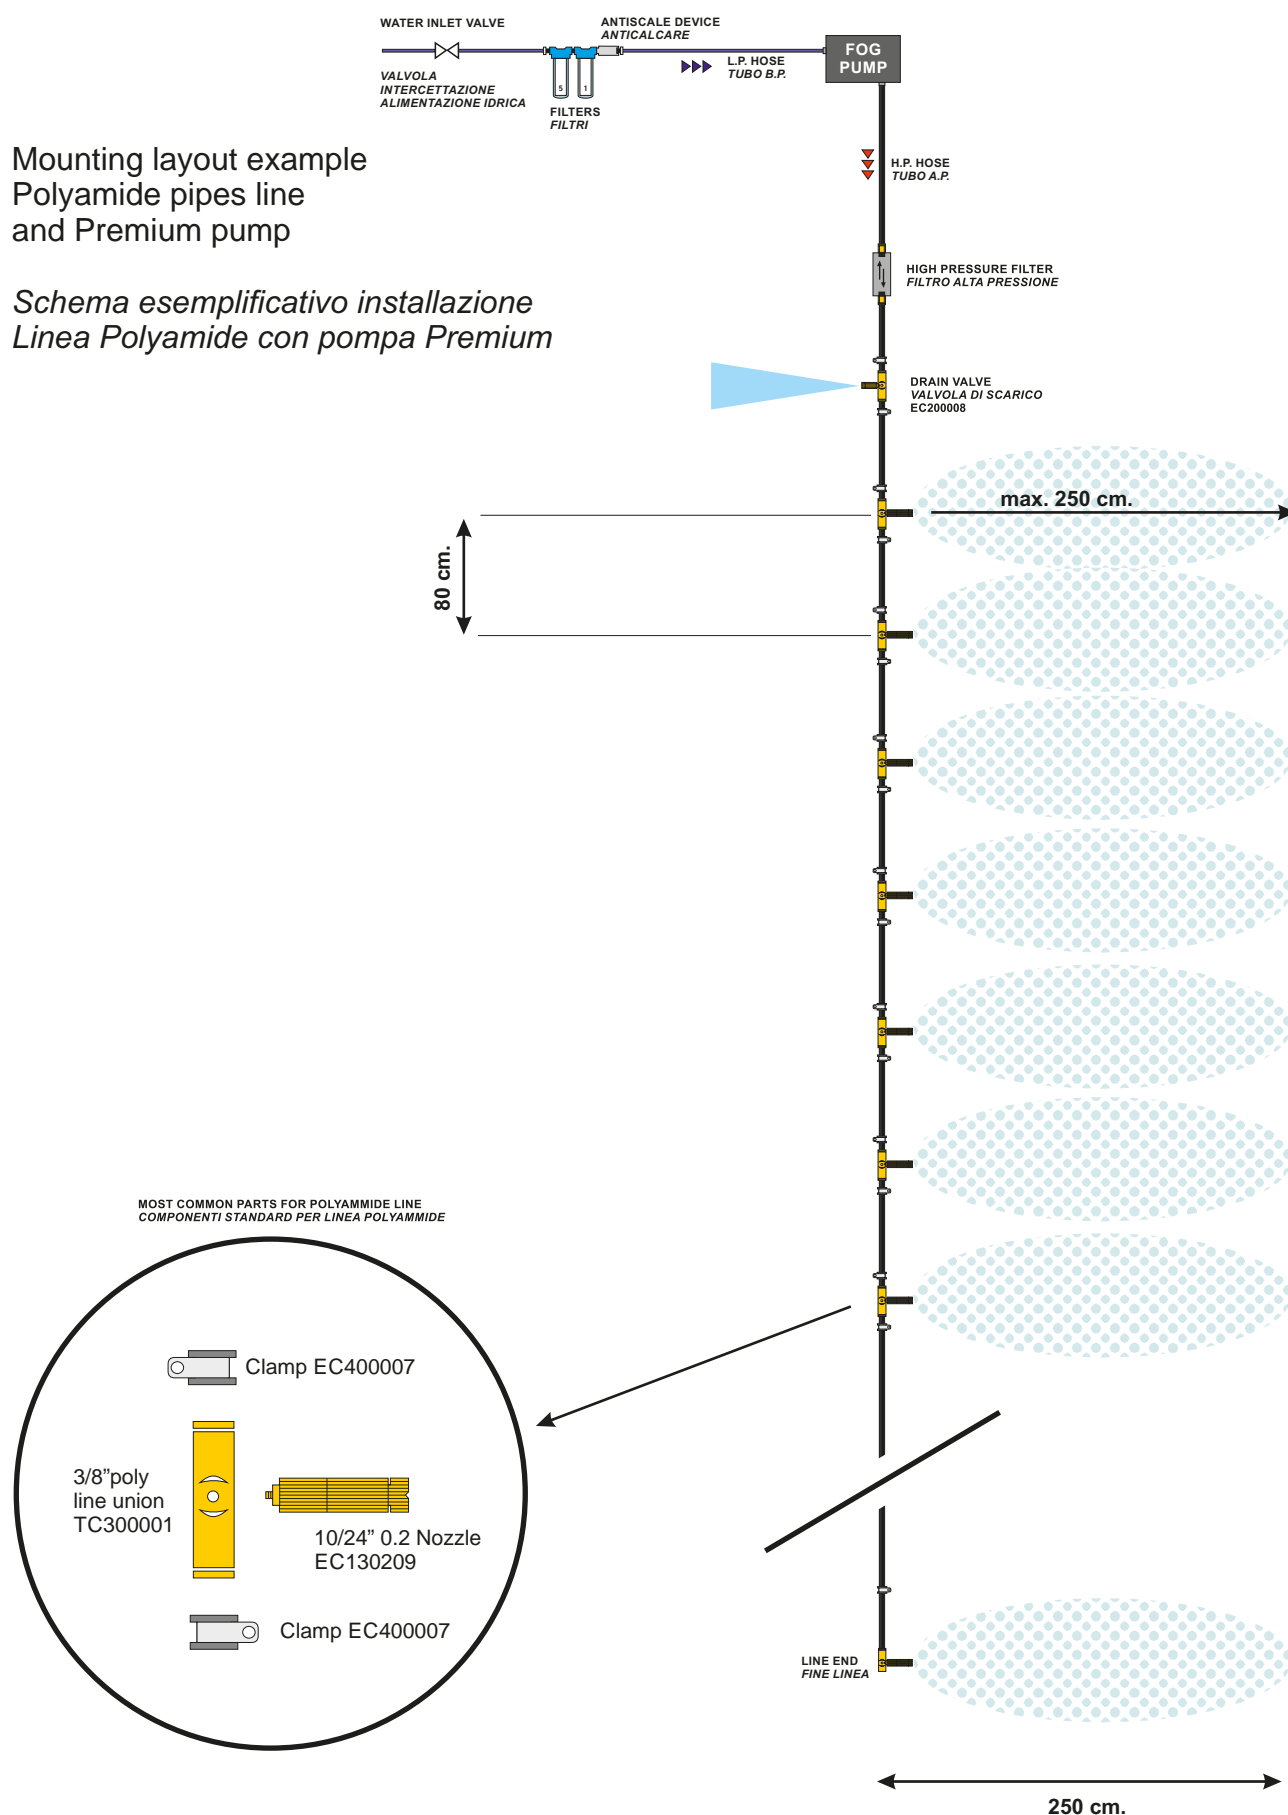 WATER INLET VALVE
VALVOLA
INTERCETTAZIONE
ALIMENTAZIONE IDRICA
ANTISCALE DEVICE
ANTICALCARE
5
1
FILTERS
FILTRI
L.P. HOSE
TUBO B.P.
FOG
PUMP
H.P. HOSE
TUBO A.P.
Mounting layout example
Polyamide pipes line
and Premium pump
Schema esemplificativo installazione
Linea Polyamide con pompa Premium
HIGH PRESSURE FILTER
FILTRO ALTA PRESSIONE
DRAIN VALVE
VALVOLA DI SCARICO
EC200008
max. 250 cm.
80 cm.
MOST COMMON PARTS FOR POLYAMMIDE LINE
COMPONENTI STANDARD PER LINEA POLYAMMIDE
Clamp EC400007
3/8”poly
line union
TC300001
10/24” 0.2 Nozzle
EC130209
Clamp EC400007
LINE END
FINE LINEA
250 cm.